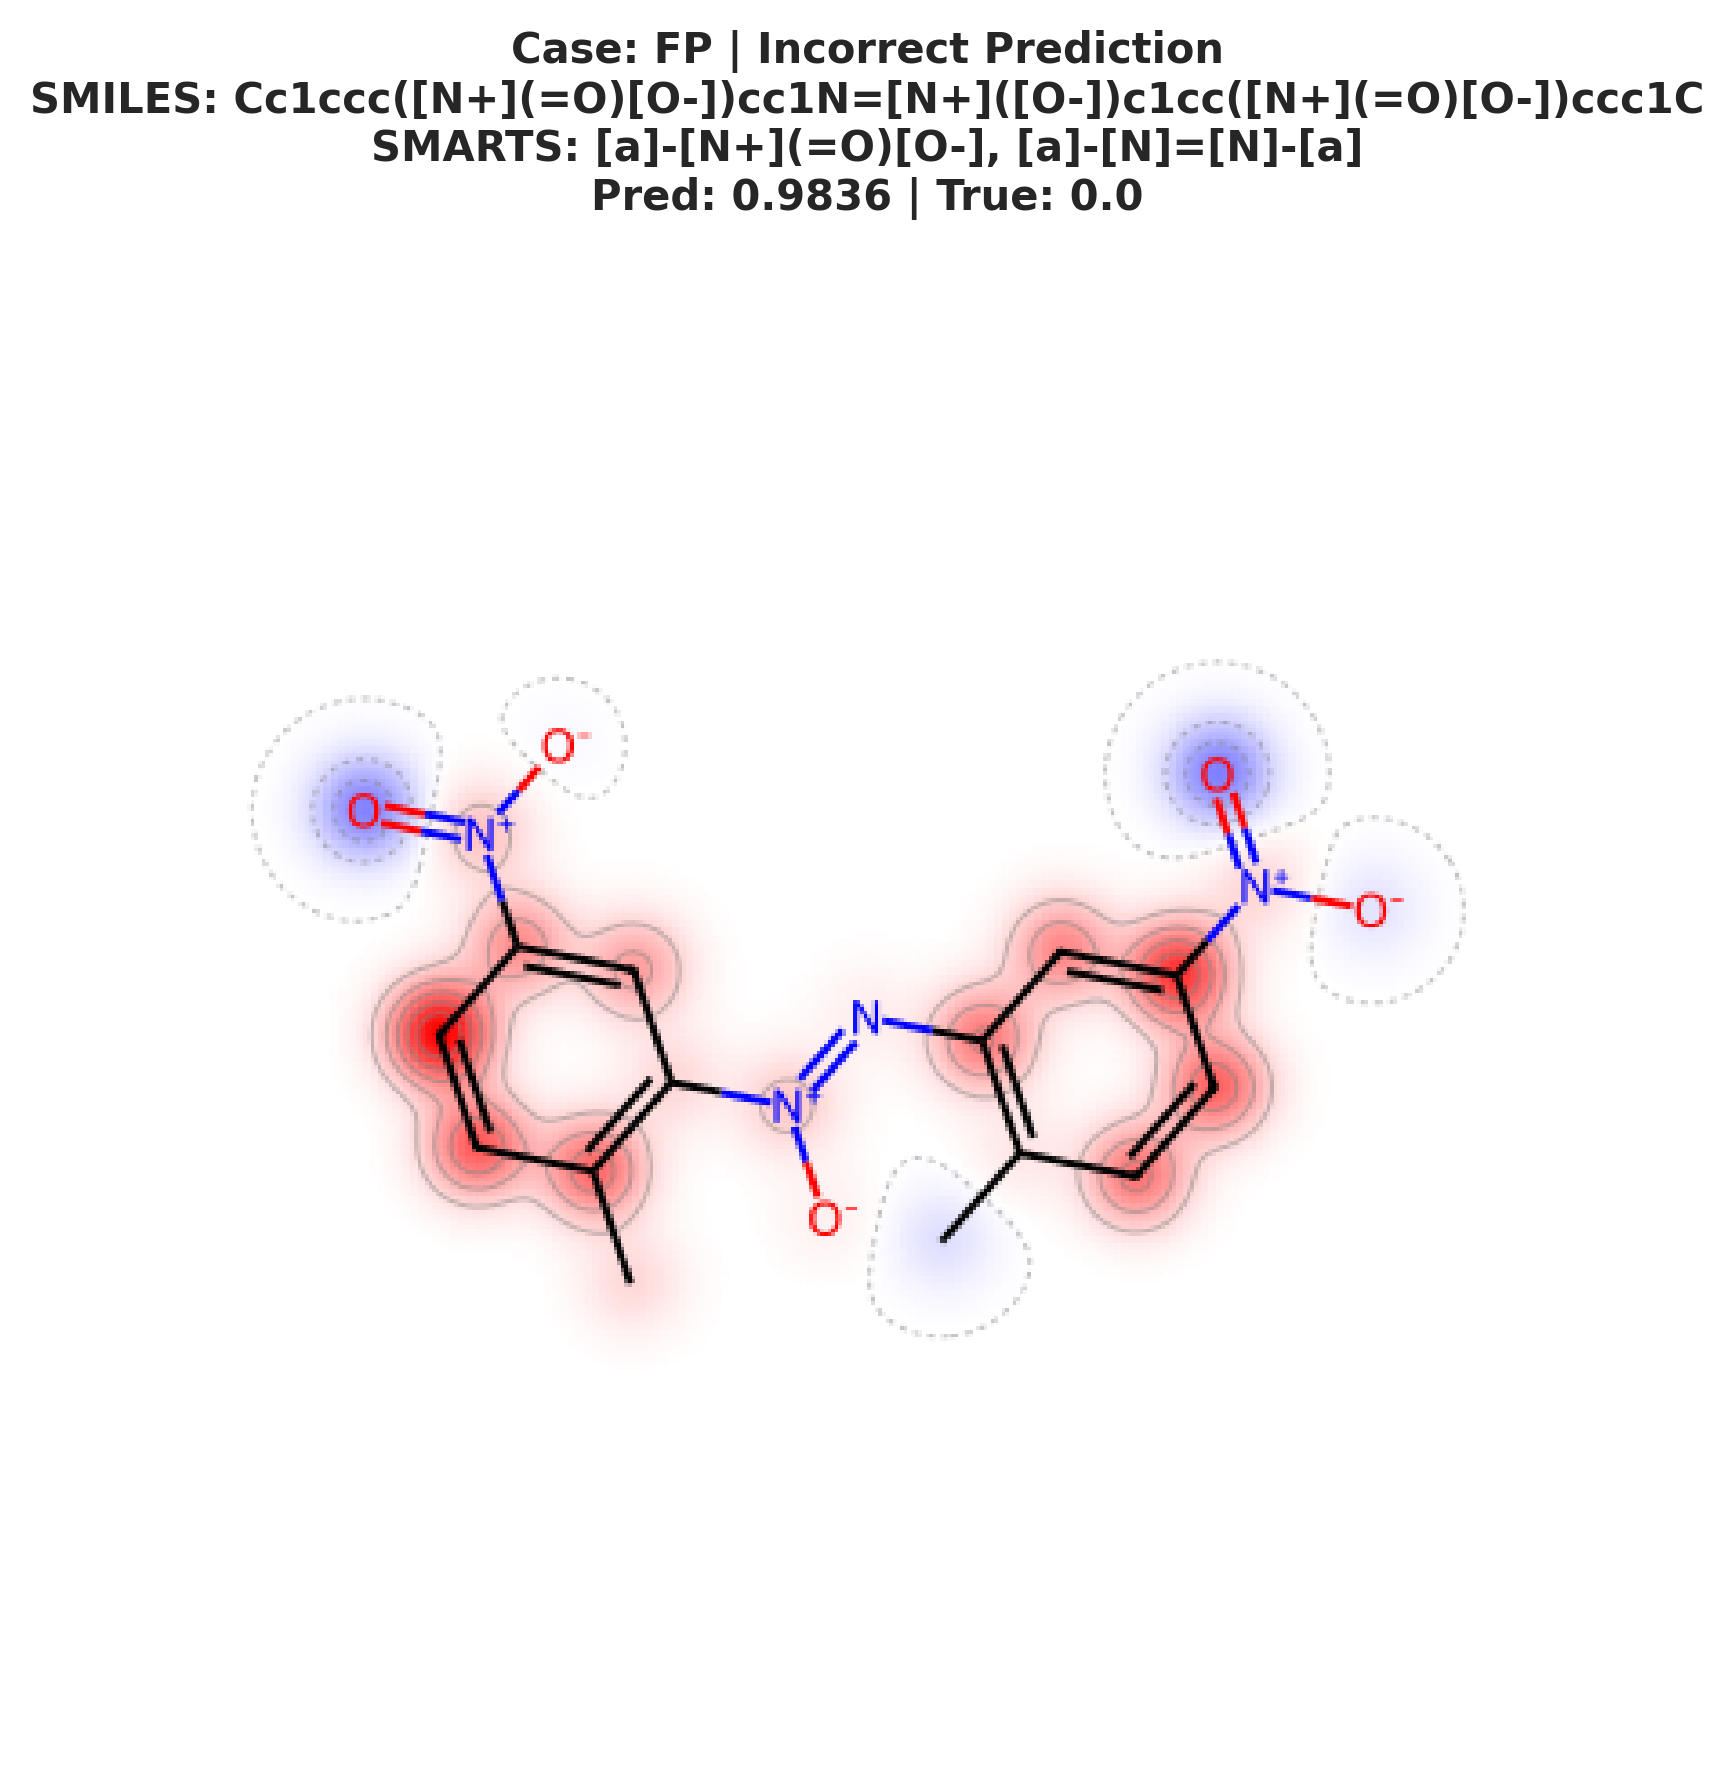 Case: FP | Incorrect Prediction
SMILES: Cc1ccc([N+](=O)[O-])cc1N=[N+]([O-])c1cc([N+](=O)[O-])ccc1C
SMARTS: [a]-[N+](=O)[O-], [a]-[N]=[N]-[a]
Pred: 0.9836 | True: 0.0
O⁻
O
N⁺
O
N⁺
O⁻
N
N⁺
O⁻